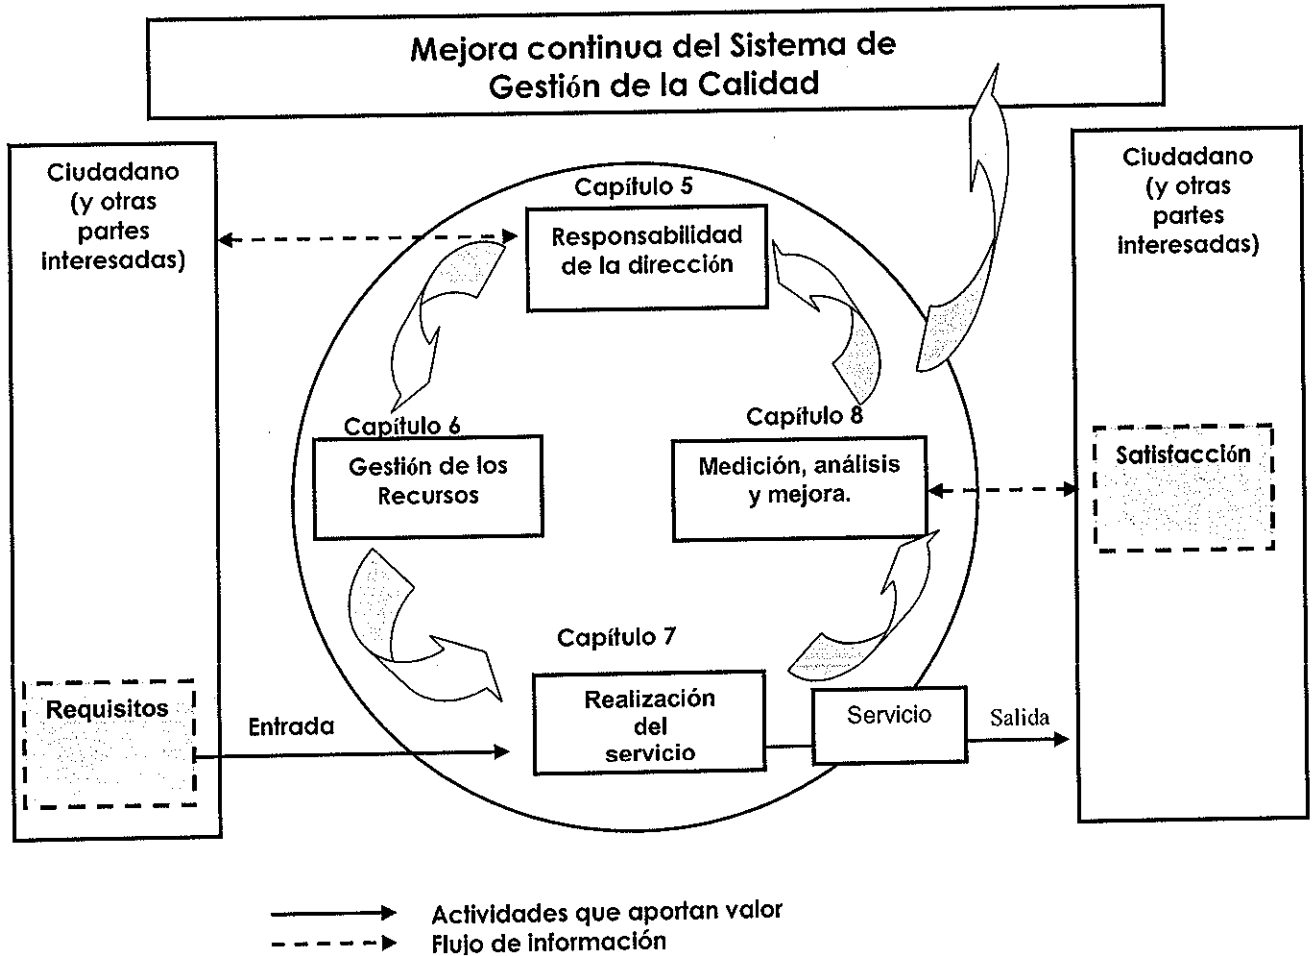 Mejora continua del Sistema de
Gestión de la Calidad
Ciudadano
(y otras
partes
interesadas)
Ciudadano
(y otras
partes
interesadas)
Capítulo 5
Responsabilidad
de la dirección
Capítulo 6
Gestión de los
Recursos
Capítulo 8
Medición, análisis
y mejora.
Satisfacción
Capítulo 7
Realización
del
servicio
Requisitos
Entrada
Servicio
Salida
Actividades que aportan valor
Flujo de información